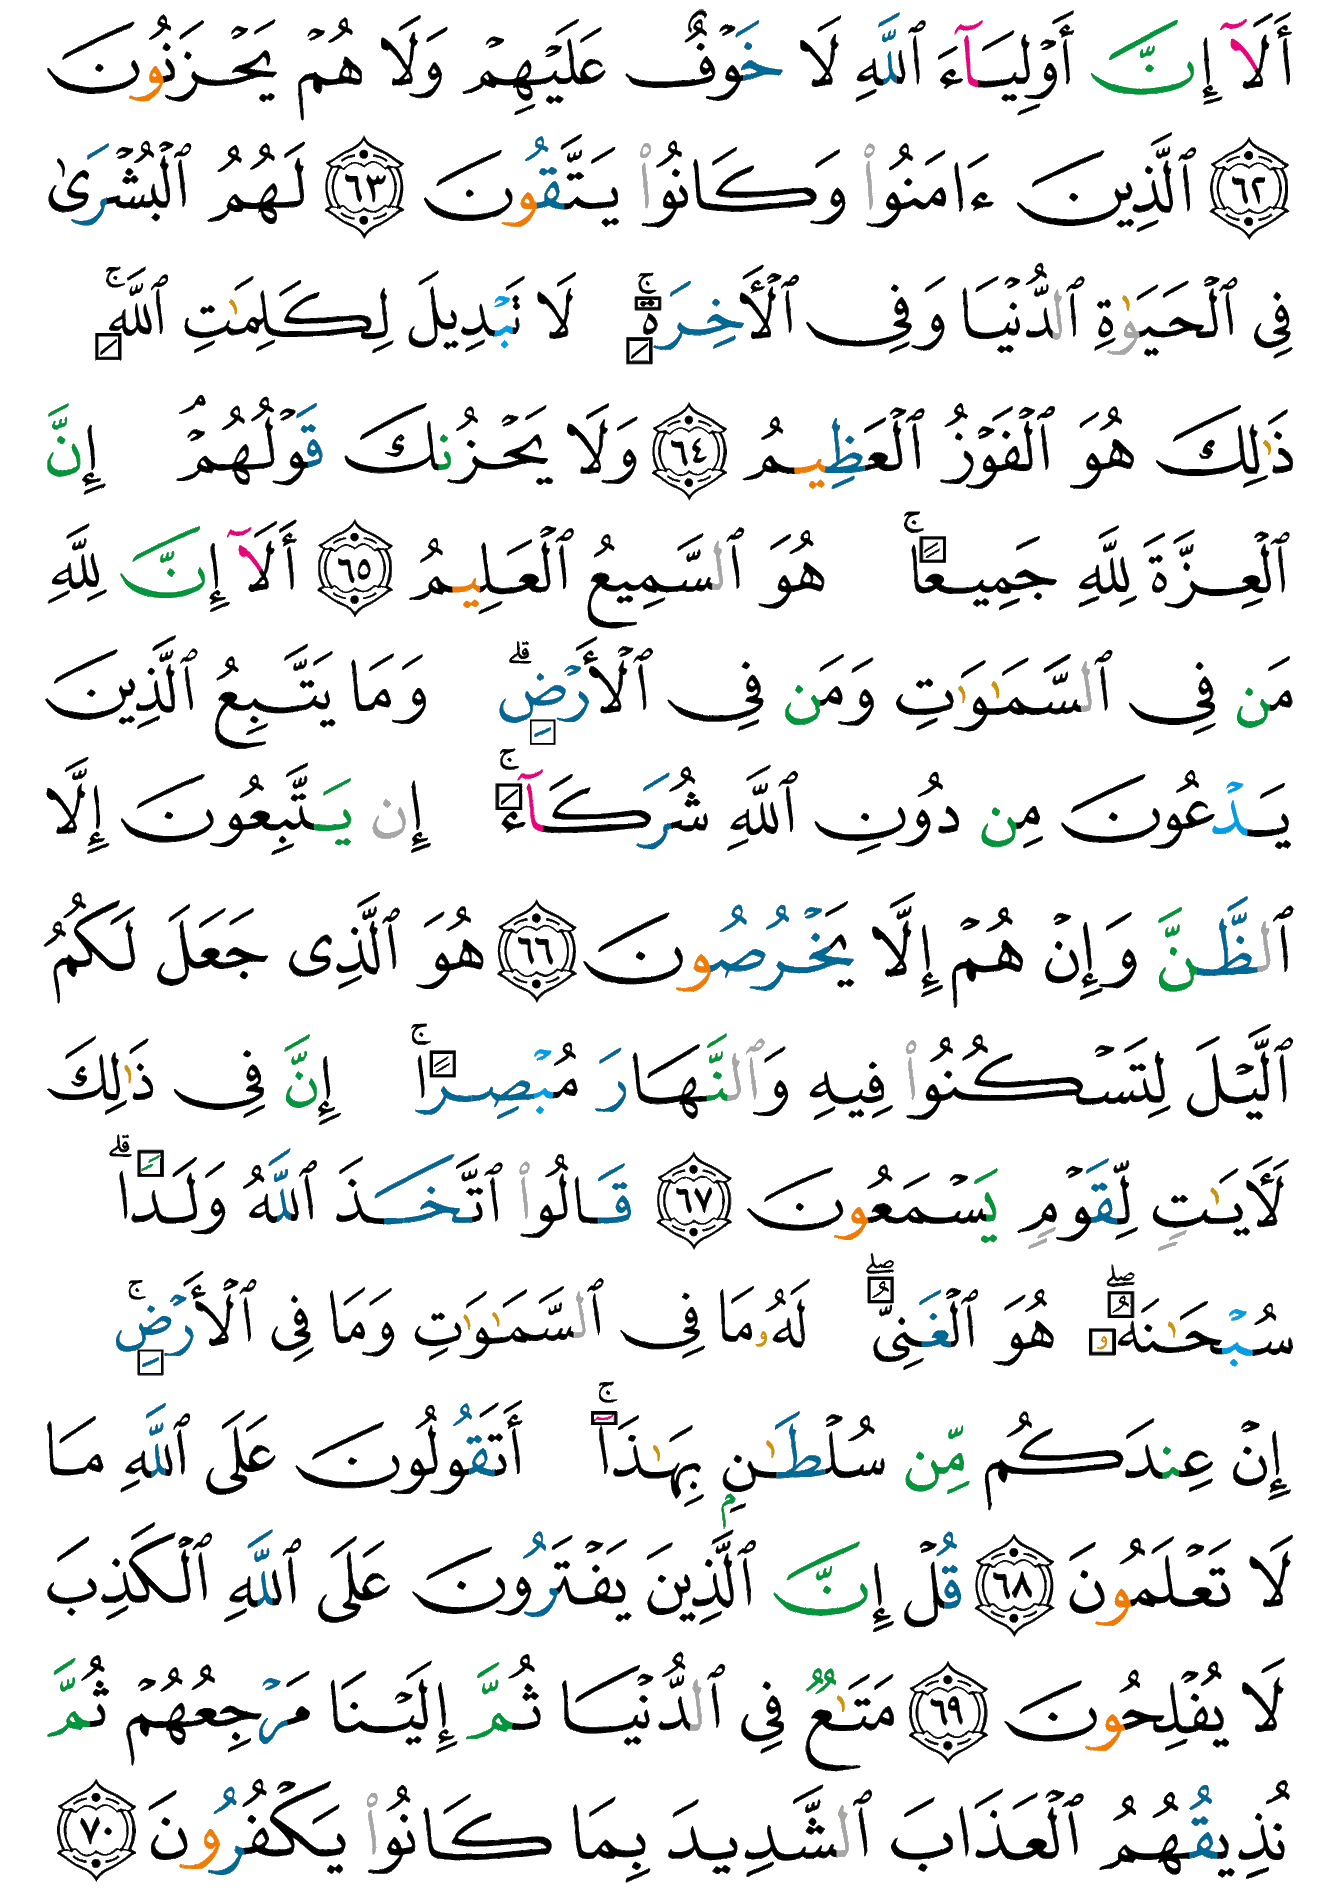 أَلَآ إِنَّ أَوْلِيَآءَ ٱللَّهِ لَا خَوْفٌ عَلَيْهِمْ وَلَا هُمْ يَحْزَنُونَ
٦٢ ٱلَّذِينَ ءَامَنُوا۟ وَكَانُوا۟ يَتَّقُونَ ٦٣ لَهُمُ ٱلْبُشْرَىٰ
فِى ٱلْحَيَوٰةِ ٱلدُّنْيَا وَفِى ٱلْأَخِرَةِ ۚ لَا تَبْدِيلَ لِكَلِمَٰتِ ٱللَّهِ ۚ
ذَٰلِكَ هُوَ ٱلْفَوْزُ ٱلْعَظِيمُ ٦٤ وَلَا يَحْزُنكَ قَوْلُهُمْ ۘ إِنَّ
ٱلْعِزَّةَ لِلَّهِ جَمِيعًا ۚ هُوَ ٱلسَّمِيعُ ٱلْعَلِيمُ ٦٥ أَلَآ إِنَّ لِلَّهِ
مَن فِى ٱلسَّمَٰوَٰتِ وَمَن فِى ٱلْأَرْضِ ۗ وَمَا يَتَّبِعُ ٱلَّذِينَ
يَدْعُونَ مِن دُونِ ٱللَّهِ شُرَكَآءَ ۚ إِن يَتَّبِعُونَ إِلَّا
ٱلظَّنَّ وَإِنْ هُمْ إِلَّا يَخْرُصُونَ ٦٦ هُوَ ٱلَّذِى جَعَلَ لَكُمُ
ٱلَّيْلَ لِتَسْكُنُوا۟ فِيهِ وَٱلنَّهَارَ مُبْصِرًا ۚ إِنَّ فِى ذَٰلِكَ
لَأَيَٰتٍ لِّقَوْمٍ يَسْمَعُونَ ٦٧ قَالُوا۟ ٱتَّخَذَ ٱللَّهُ وَلَدًا ۗ
سُبْحَٰنَهُۥ ۖ هُوَ ٱلْغَنِىُّ ۖ لَهُۥ مَا فِى ٱلسَّمَٰوَٰتِ وَمَا فِى ٱلْأَرْضِ ۚ
إِنْ عِندَكُم مِّن سُلْطَٰنٍۭ بِهَٰذَآ ۚ أَتَقُولُونَ عَلَى ٱللَّهِ مَا
لَا تَعْلَمُونَ ٦٨ قُلْ إِنَّ ٱلَّذِينَ يَفْتَرُونَ عَلَى ٱللَّهِ ٱلْكَذِبَ
لَا يُفْلِحُونَ ٦٩ مَتَٰعٌ فِى ٱلدُّنْيَا ثُمَّ إِلَيْنَا مَرْجِعُهُمْ ثُمَّ
نُذِيقُهُمُ ٱلْعَذَابَ ٱلشَّدِيدَ بِمَا كَانُوا۟ يَكْفُرُونَ ٧٠